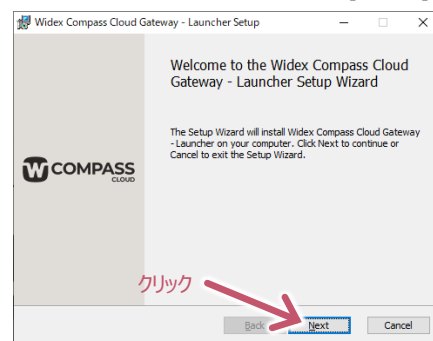 Widex Compass Cloud Gateway - Launcher Setup
Welcome to the Widex Compass Cloud
Gateway - Launcher Setup Wizard
The Setup Wizard will install Widex Compass Cloud Gateway
- Launcher on your computer. Click Next to continue or
Cancel to exit the Setup Wizard.
W COMPASS
CLOUD
クリック
Back Next Cancel